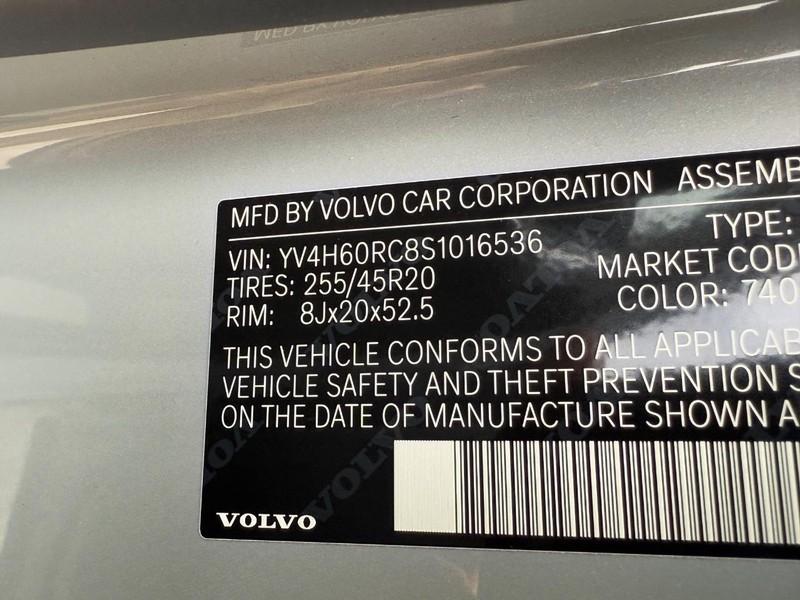 MFD BY VOLVO CAR CORPORATION ASSEMB
TYPE:
VIN: YV4H60RC8S1016536
MARKET CODE
TIRES: 255/45R20
COLOR: 740
RIM: 8Jx20x52.5
THIS VEHICLE CONFORMS TO ALL APPLICAB
VEHICLE SAFETY AND THEFT PREVENTION S
ON THE DATE OF MANUFACTURE SHOWN A
VOLVO